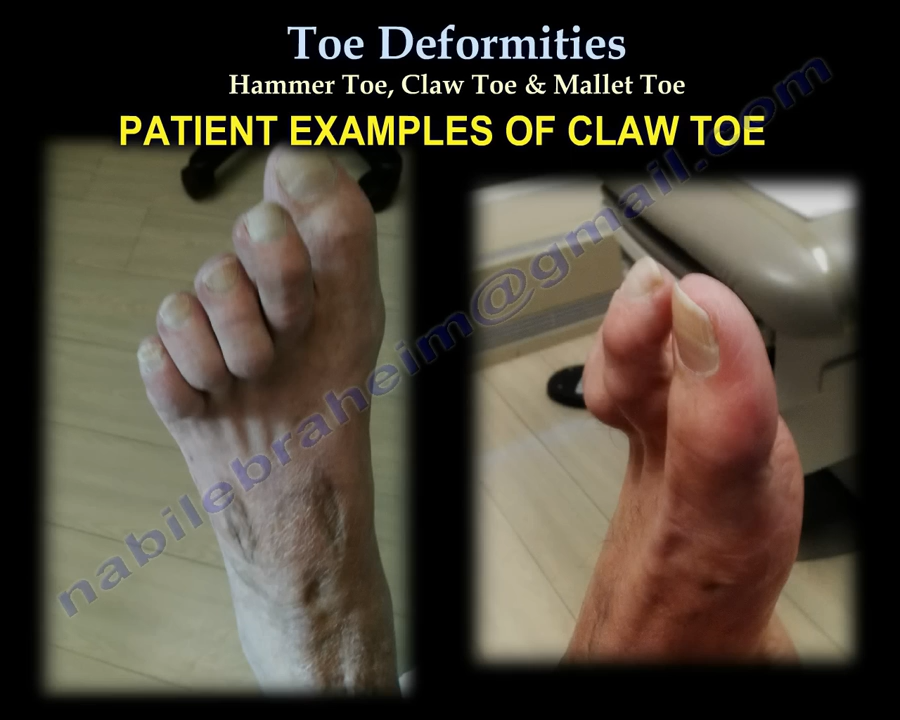 Toe Deformities
Hammer Toe, Claw Toe & Mallet Toe
PATIENT EXAMPLES OF CLAW TOE
nabilebraheim@gmail.com